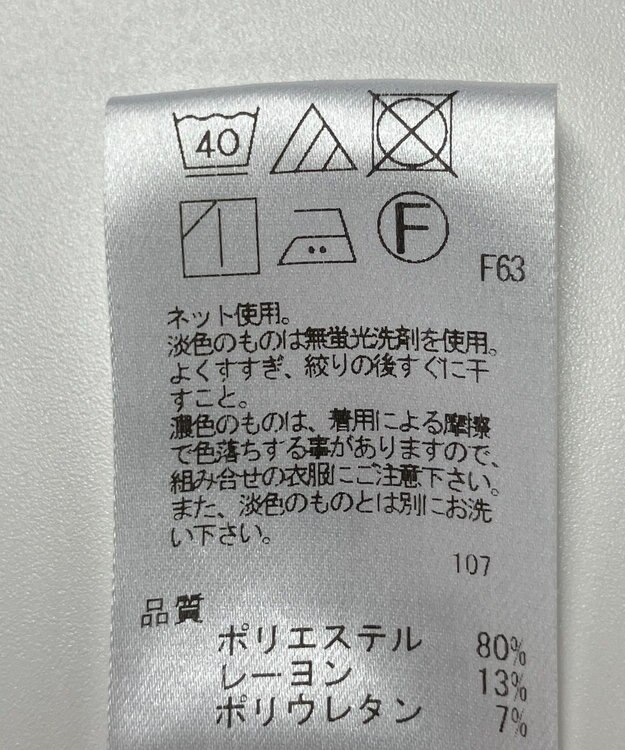 40
F
F63
ネット使用。
淡色のものは無蛍光洗剤を使用。
よくすすぎ、絞りの後すぐに干
すこと。
濃色のものは、着用による摩擦
で色落ちする事がありますので、
組み合せの衣服にご注意下さい。
また、淡色のものとは別にお洗
い下さい。
107
品質
ポリエステル 80%
レーヨン 13%
ポリウレタン 7%